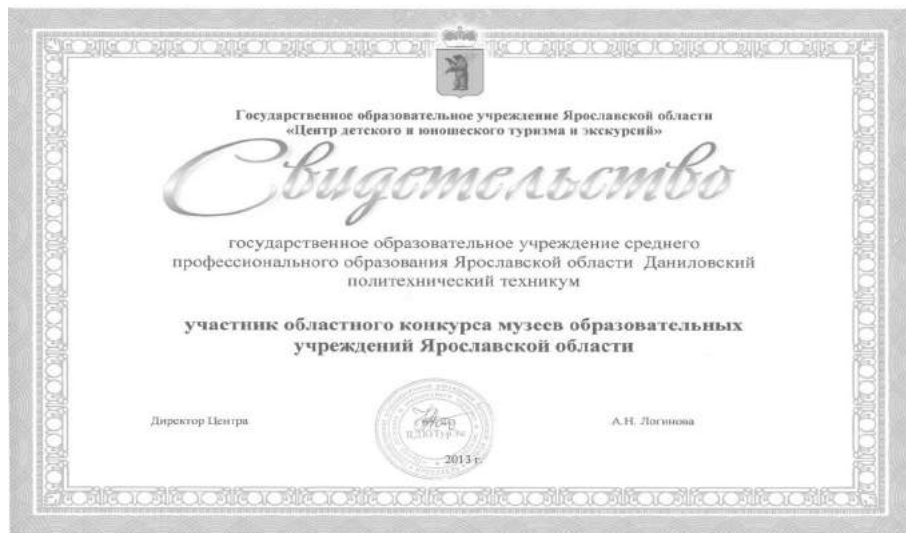 Государственное образовательное учреждение Ярославской области
«Центр детского и юношеского туризма и экскурсий»
Свидетельство
государственное образовательное учреждение среднего
профессионального образования Ярославской области Даниловский
политехнический техникум
участник областного конкурса музеев образовательных
учреждений Ярославской области
Директор Центра
А.Н. Логинова
2013 г.